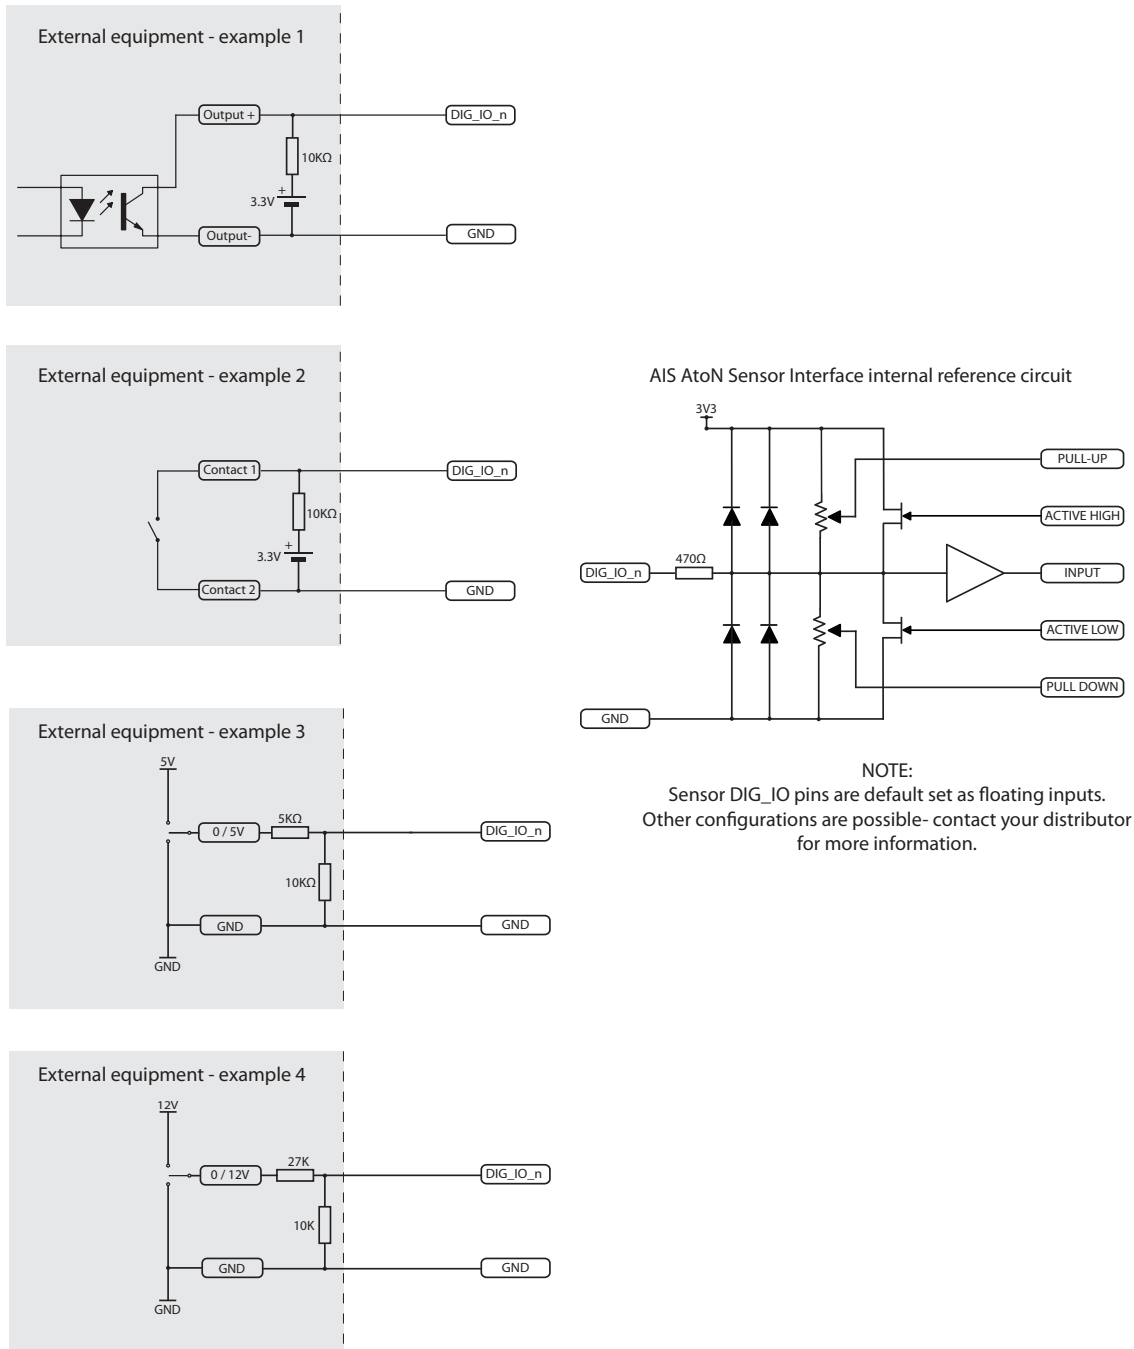 External equipment - example 1
Output +
DIG_IO_n
10KΩ
+
3.3V
Output-
GND
External equipment - example 2
Contact 1
DIG_IO_n
10KΩ
+
3.3V
Contact 2
GND
AIS AtoN Sensor Interface internal reference circuit
3V3
PULL-UP
ACTIVE HIGH
470Ω
DIG_IO_n
INPUT
ACTIVE LOW
PULL DOWN
GND
NOTE:
Sensor DIG_IO pins are default set as floating inputs.
Other configurations are possible- contact your distributor
for more information.
External equipment - example 3
5V
0 / 5V
5KΩ
DIG_IO_n
10KΩ
GND
GND
GND
External equipment - example 4
12V
0 / 12V
27K
DIG_IO_n
10K
GND
GND
GND